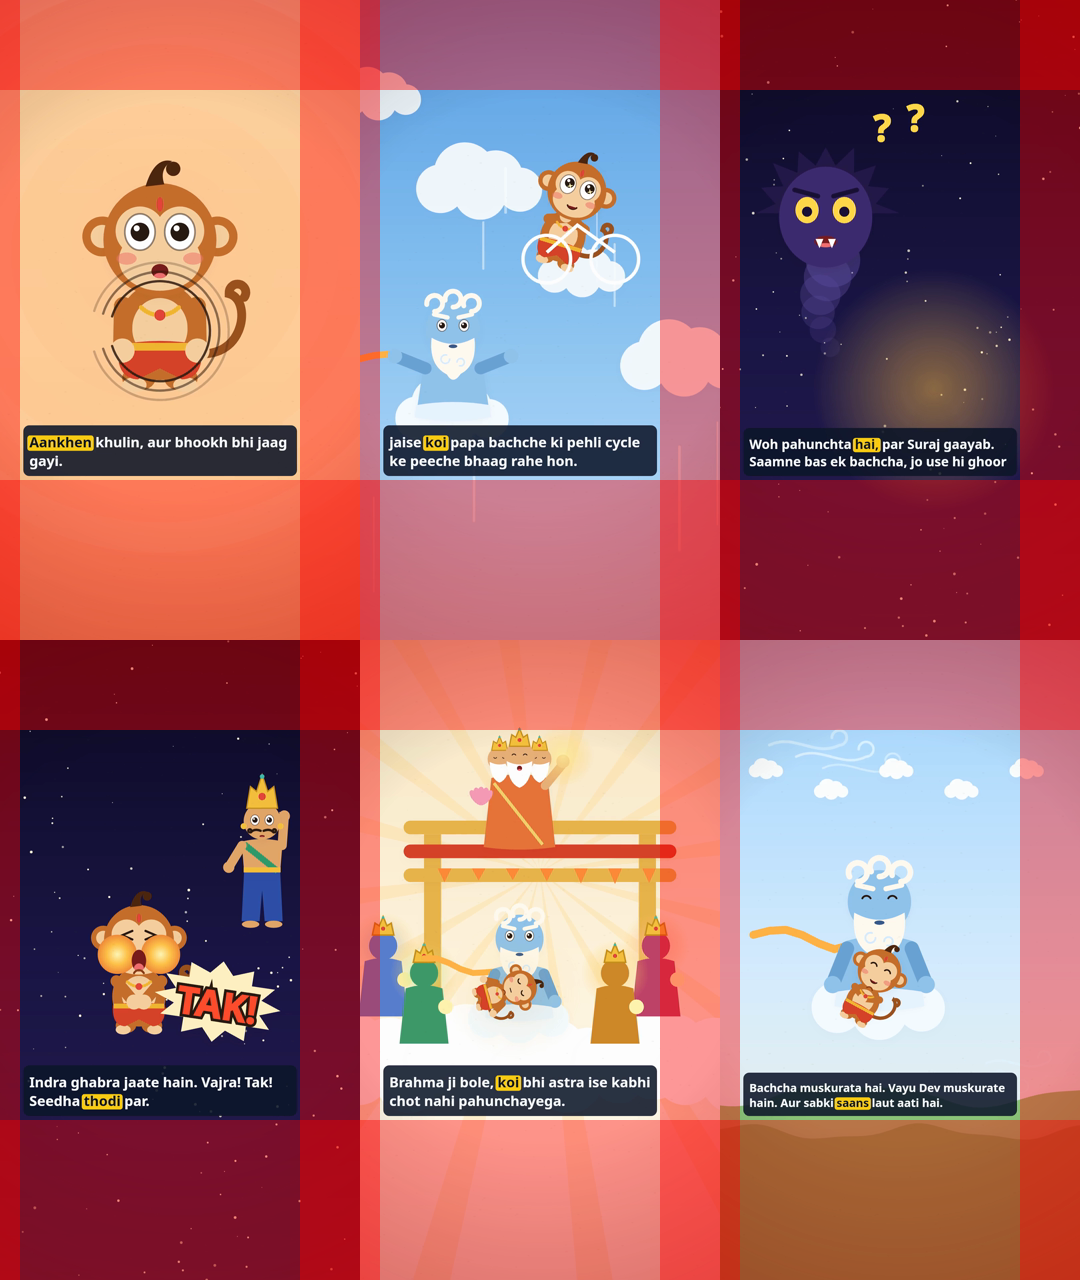 Aankhen khulin, aur bhookh bhi jaag
gayi.
jaise koi papa bachche ki pehli cycle
ke peeche bhaag rahe hon.
? ?
Woh pahunchta hai, par Suraj gaayab.
Saamne bas ek bachcha, jo use hi ghoor
TAK!
Indra ghabra jaate hain. Vajra! Tak!
Seedha thodi par.
Brahma ji bole, koi bhi astra ise kabhi
chot nahi pahunchayega.
Bachcha muskurata hai. Vayu Dev muskurate
hain. Aur sabki saans laut aati hai.